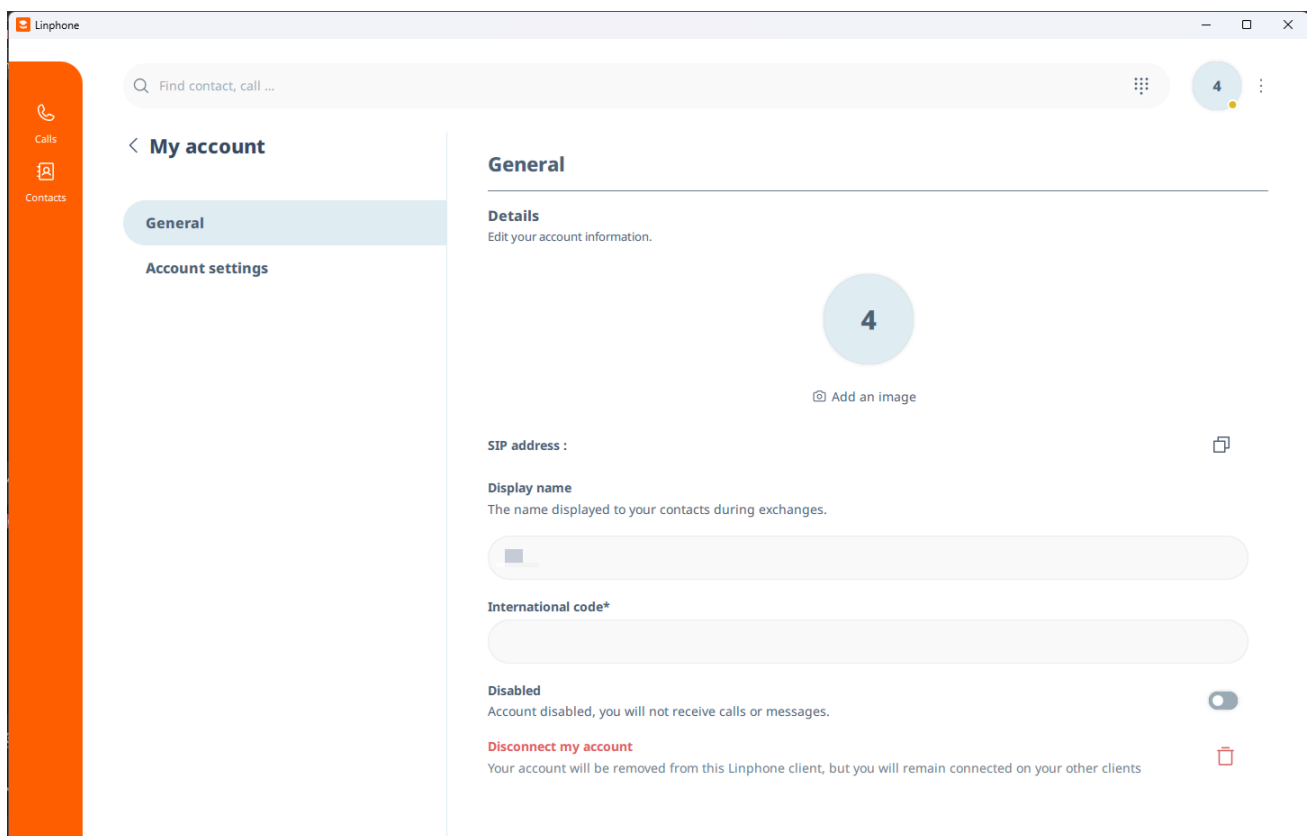 Linphone
Find contact, call ...
4
Calls
Contacts
My account
General
Account settings
General
Details
Edit your account information.
4
Add an image
SIP address :
Display name
The name displayed to your contacts during exchanges.
International code*
Disabled
Account disabled, you will not receive calls or messages.
Disconnect my account
Your account will be removed from this Linphone client, but you will remain connected on your other clients